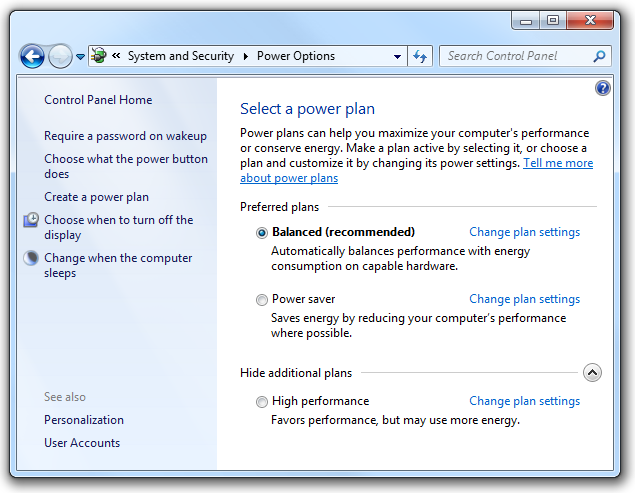 « System and Security ▸ Power Options
Search Control Panel
Control Panel Home
Require a password on wakeup
Choose what the power button
does
Create a power plan
Choose when to turn off the
display
Change when the computer
sleeps
See also
Personalization
User Accounts
Select a power plan
Power plans can help you maximize your computer's performance
or conserve energy. Make a plan active by selecting it, or choose a
plan and customize it by changing its power settings. Tell me more
about power plans
Preferred plans
Balanced (recommended) Change plan settings
Automatically balances performance with energy
consumption on capable hardware.
Power saver Change plan settings
Saves energy by reducing your computer's performance
where possible.
Hide additional plans
High performance Change plan settings
Favors performance, but may use more energy.